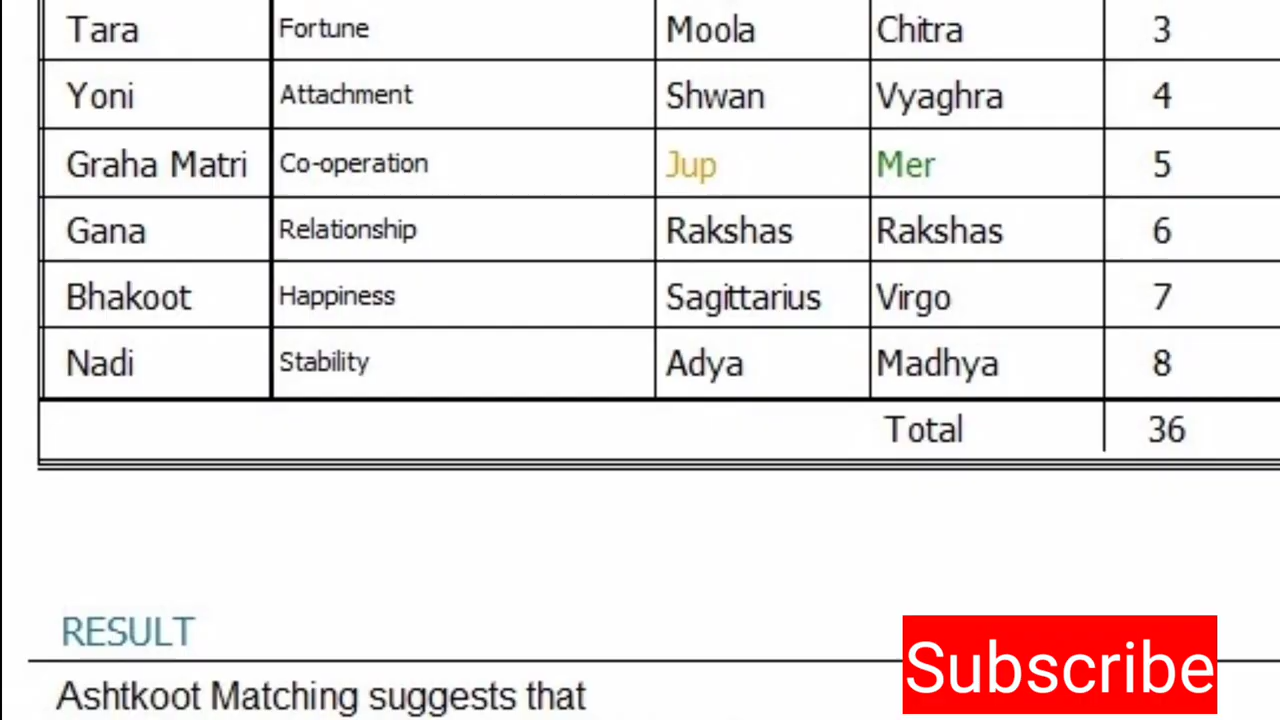 Tara Fortune Moola Chitra 3
Yoni Attachment Shwan Vyaghra 4
Graha Matri Co-operation Jup Mer 5
Gana Relationship Rakshas Rakshas 6
Bhakoot Happiness Sagittarius Virgo 7
Nadi Stability Adya Madhya 8
Total 36
RESULT
Subscribe
Ashtkoot Matching suggests that